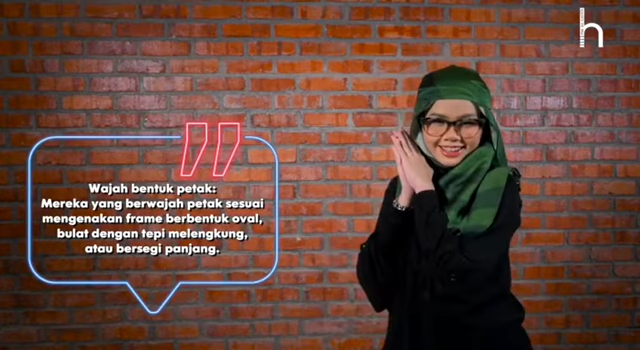 h
Wajah bentuk petak:
Mereka yang berwajah petak sesuai
mengenakan frame berbentuk oval,
bulat dengan tepi melengkung,
atau bersegi panjang.